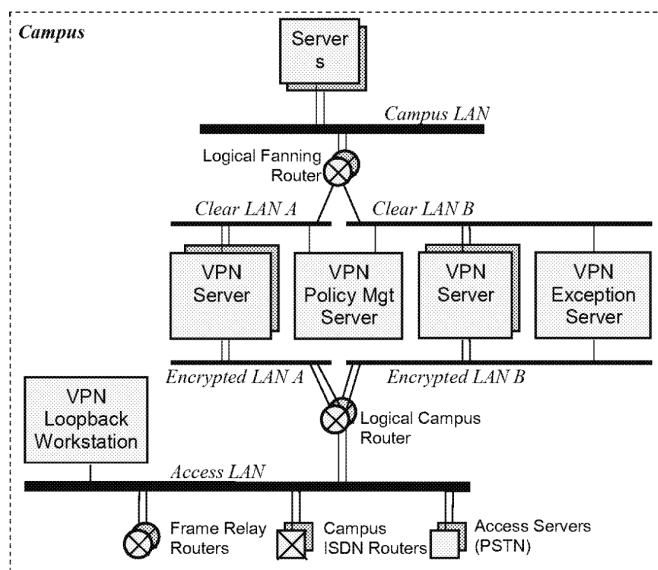 Campus
Server
s
Campus LAN
Logical Fanning
Router
Clear LAN A
Clear LAN B
VPN
Server
VPN
Policy Mgt
Server
VPN
Server
VPN
Exception
Server
Encrypted LAN A
Encrypted LAN B
VPN
Loopback
Workstation
Logical Campus
Router
Access LAN
Frame Relay
Routers
Campus
ISDN Routers
Access Servers
(PSTN)